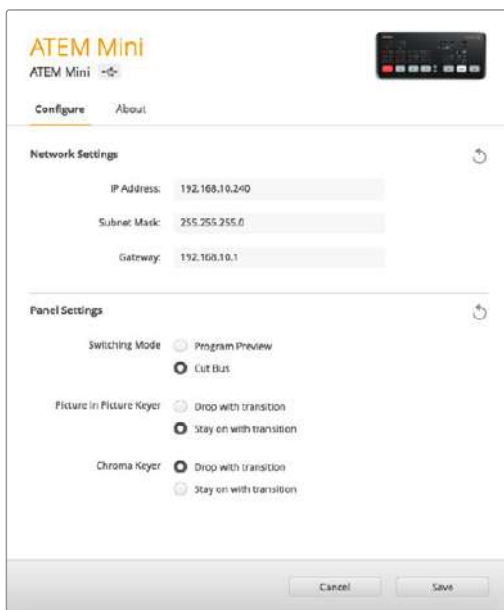 ATEM Mini
ATEM Mini
Configure About
Network Settings
IP Address: 192.168.10.240
Subnet Mask: 255.255.255.0
Gateway: 192.168.10.1
Panel Settings
Switching Mode Program Preview
Cut Bus
Picture in Picture Keyer Drop with transition
Stay on with transition
Chroma Keyer Drop with transition
Stay on with transition
Cancel Save